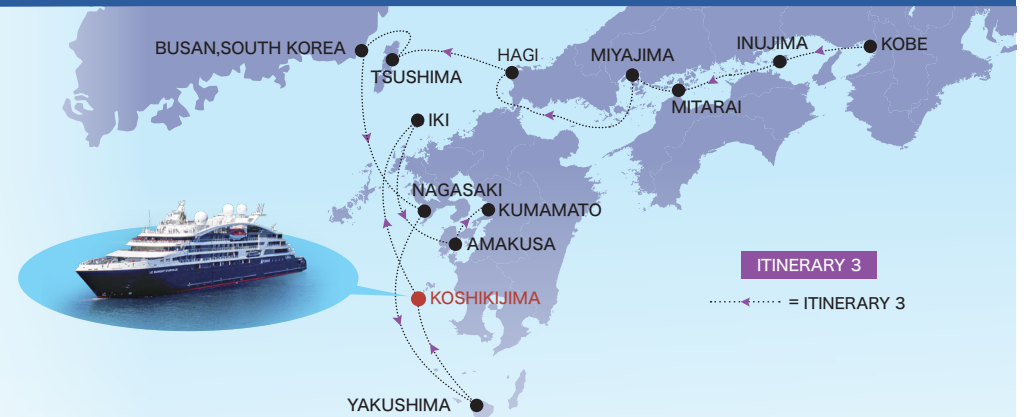 BUSAN,SOUTH KOREA
TSUSHIMA
HAGI
MIYAJIMA
INUJIMA
KOBE
MITARAI
IKI
NAGASAKI
KUMAMATO
AMAKUSA
ITINERARY 3
KOSHIKIJIMA
= ITINERARY 3
YAKUSHIMA